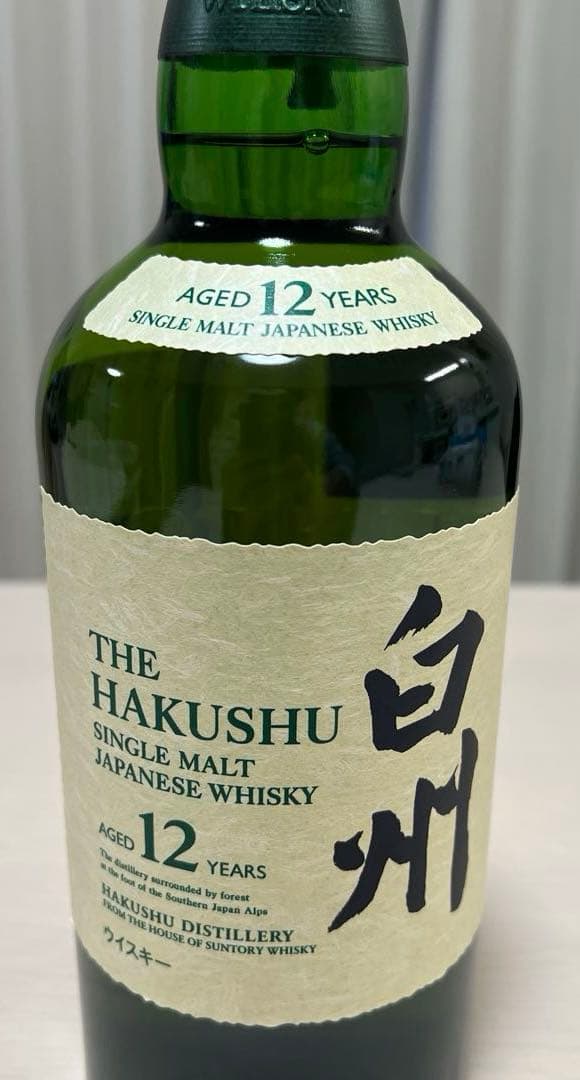 WHISKY
AGED 12 YEARS
SINGLE MALT JAPANESE WHISKY
THE
HAKUSHU
SINGLE MALT
JAPANESE WHISKY
AGED 12 YEARS
The distillery surrounded by forest
at the foot of the Southern Japan Alps
HAKUSHU DISTILLERY
FROM THE HOUSE OF SUNTORY WHISKY
ウイスキー
白州